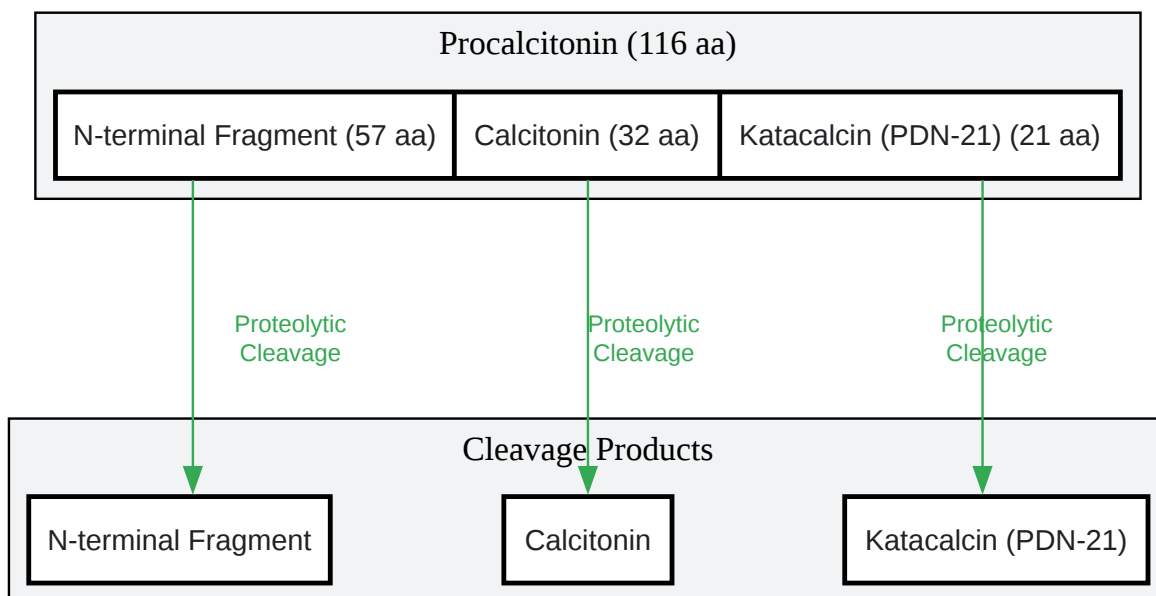 Procalcitonin (116 aa)
N-terminal Fragment (57 aa) Calcitonin (32 aa) Katacalcin (PDN-21) (21 aa)
Proteolytic Proteolytic Proteolytic
Cleavage Cleavage Cleavage
Cleavage Products
N-terminal Fragment Calcitonin Katacalcin (PDN-21)